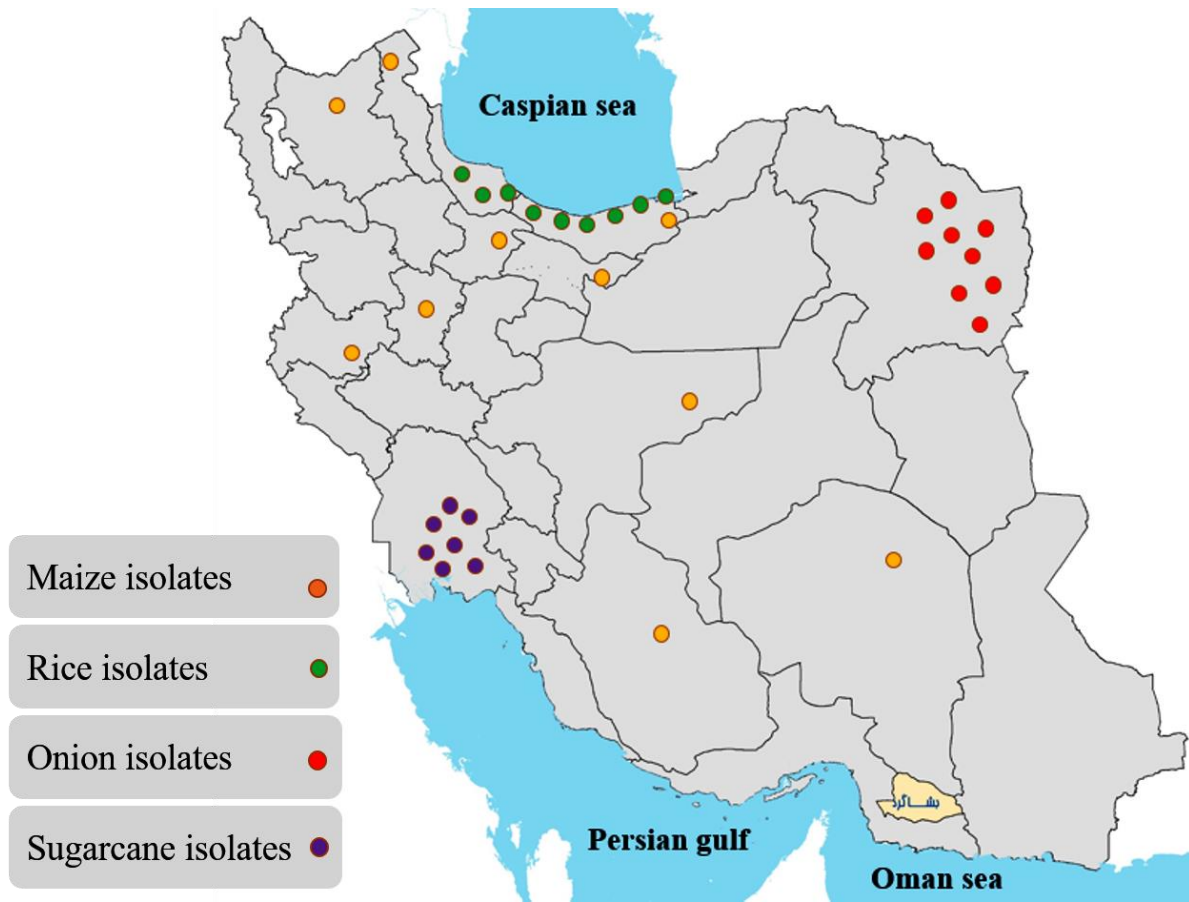 Caspian sea
Maize isolates
Rice isolates
Onion isolates
Sugarcane isolates
بشاگرد
Persian gulf
Oman sea